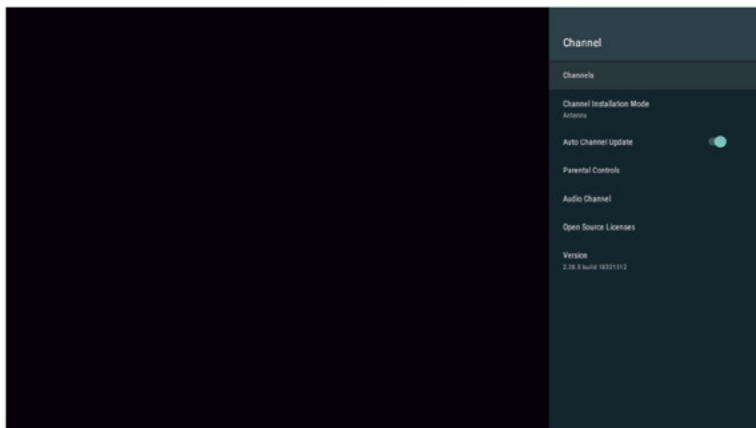 Channel
Channels
Channel Installation Mode
Antenna
Auto Channel Update
Parental Controls
Audio Channel
Open Source Licenses
Version